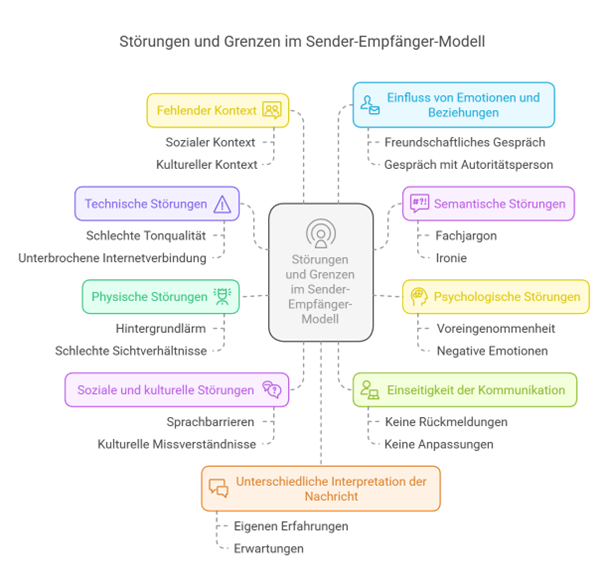 Störungen und Grenzen im Sender-Empfänger-Modell
Fehlender Kontext
Sozialer Kontext
Kultureller Kontext
Einfluss von Emotionen und
Beziehungen
Freundschaftliches Gespräch
Gespräch mit Autoritätsperson
Technische Störungen
Schlechte Tonqualität
Unterbrochene Internetverbindung
#?!
Semantische Störungen
Fachjargon
Ironie
Störungen
und Grenzen
im Sender-
Empfänger-
Modell
Physische Störungen
Hintergrundlärm
Schlechte Sichtverhältnisse
Psychologische Störungen
Voreingenommenheit
Negative Emotionen
Soziale und kulturelle Störungen
?
Sprachbarrieren
Kulturelle Missverständnisse
Einseitigkeit der Kommunikation
Keine Rückmeldungen
Keine Anpassungen
Unterschiedliche Interpretation der
Nachricht
Eigenen Erfahrungen
Erwartungen